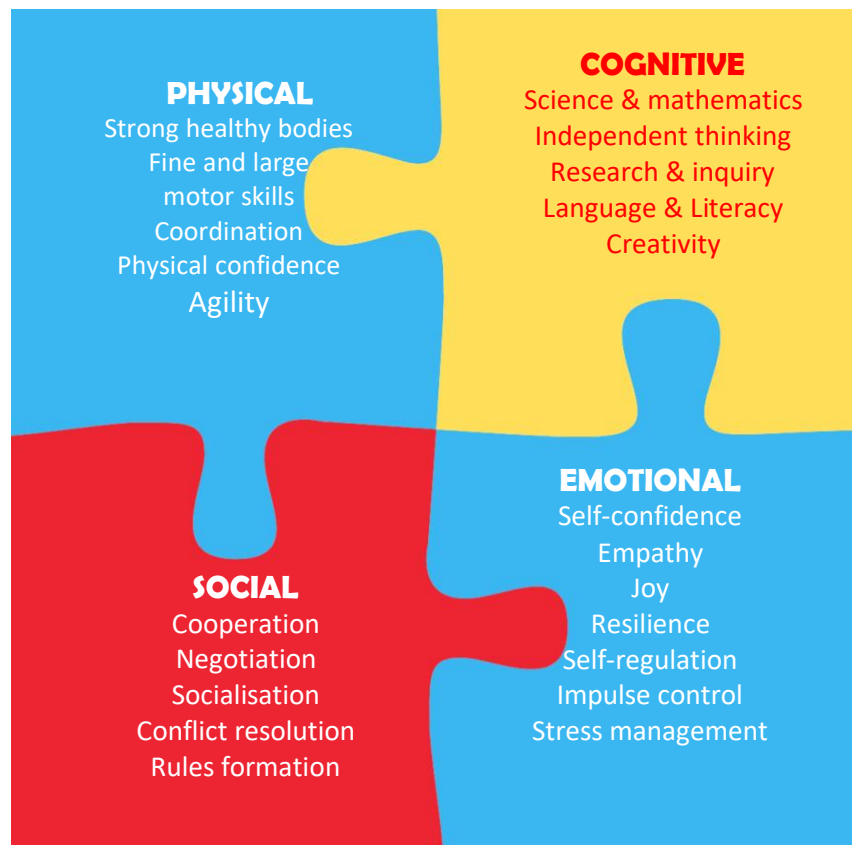 PHYSICAL
Strong healthy bodies
Fine and large
motor skills
Coordination
Physical confidence
Agility
COGNITIVE
Science & mathematics
Independent thinking
Research & inquiry
Language & Literacy
Creativity
SOCIAL
Cooperation
Negotiation
Socialisation
Conflict resolution
Rules formation
EMOTIONAL
Self-confidence
Empathy
Joy
Resilience
Self-regulation
Impulse control
Stress management